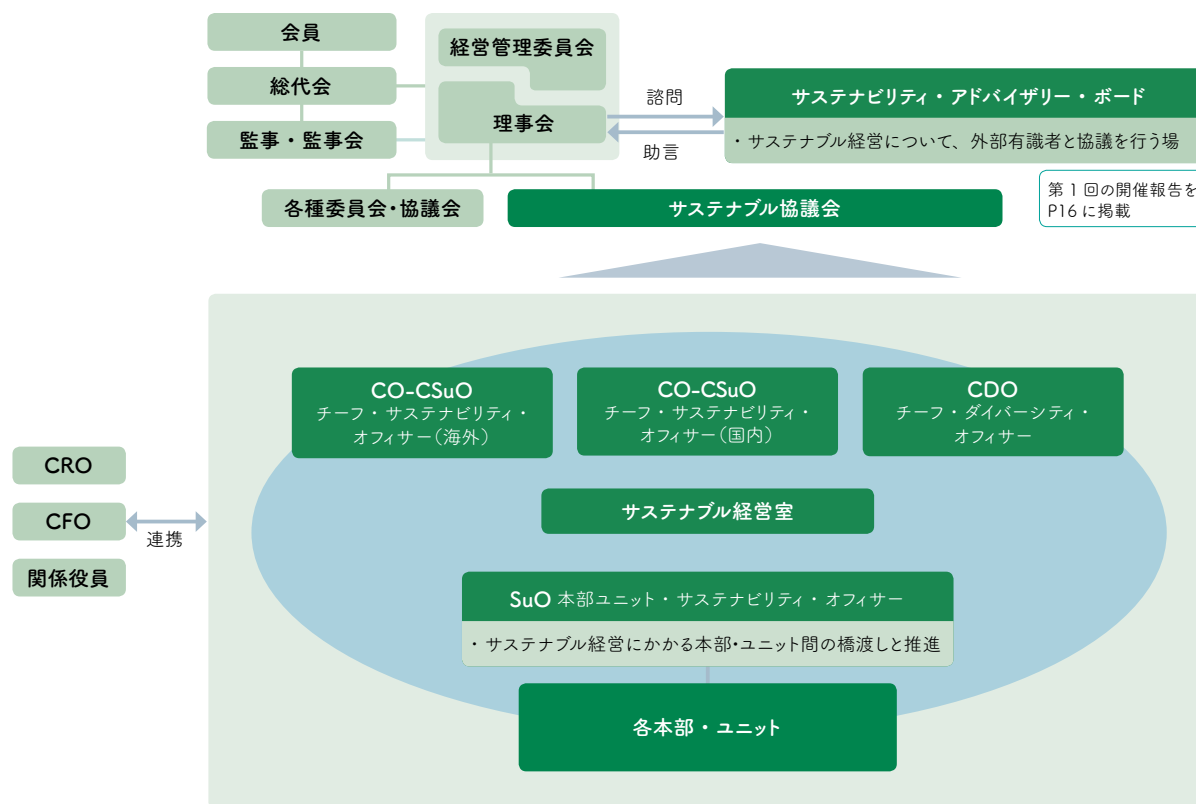 会員
総代会
監事・監事会
経営管理委員会
理事会
諮問
助言
サステナビリティ・アドバイザリー・ボード
・サステナブル経営について、外部有識者と協議を行う場
第1回の開催報告を
P16に掲載
各種委員会・協議会
サステナブル協議会
CO-CSuO
チーフ・サステナビリティ・
オフィサー(海外)
CO-CSuO
チーフ・サステナビリティ・
オフィサー(国内)
CDO
チーフ・ダイバーシティ・
オフィサー
CRO
CFO
関係役員
連携
サステナブル経営室
SuO 本部ユニット・サステナビリティ・オフィサー
・サステナブル経営にかかる本部・ユニット間の橋渡しと推進
各本部・ユニット